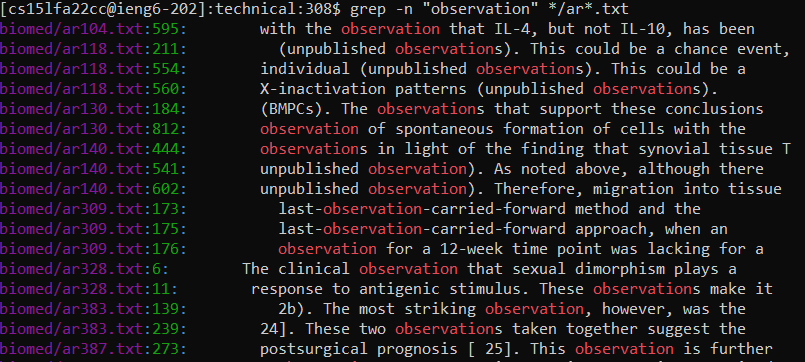 [cs15lfa22cc@ieng6-202]:technical:308$ grep -n "observation" */ar*.txt
biomed/ar104.txt:595: with the observation that IL-4, but not IL-10, has been
biomed/ar118.txt:211: (unpublished observations). This could be a chance event,
biomed/ar118.txt:554: individual (unpublished observations). This could be a
biomed/ar118.txt:560: X-inactivation patterns (unpublished observations).
biomed/ar130.txt:184: (BMPCs). The observations that support these conclusions
biomed/ar130.txt:812: observation of spontaneous formation of cells with the
biomed/ar140.txt:444: observations in light of the finding that synovial tissue T
biomed/ar140.txt:541: unpublished observation). As noted above, although there
biomed/ar140.txt:602: unpublished observation). Therefore, migration into tissue
biomed/ar309.txt:173: last-observation-carried-forward method and the
biomed/ar309.txt:175: last-observation-carried-forward approach, when an
biomed/ar309.txt:176: observation for a 12-week time point was lacking for a
biomed/ar328.txt:6: The clinical observation that sexual dimorphism plays a
biomed/ar328.txt:11: response to antigenic stimulus. These observations make it
biomed/ar383.txt:139: 2b). The most striking observation, however, was the
biomed/ar383.txt:239: 24]. These two observations taken together suggest the
biomed/ar387.txt:273: postsurgical prognosis [ 25]. This observation is further